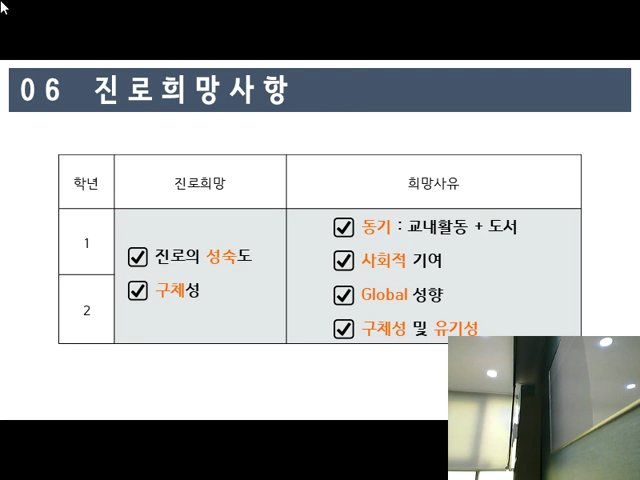 06 진로희망사항
학년 진로희망 희망사유
1
2
진로의 성숙도
구체성
동기 : 교내활동 + 도서
사회적 기여
Global 성향
구체성 및 유기성